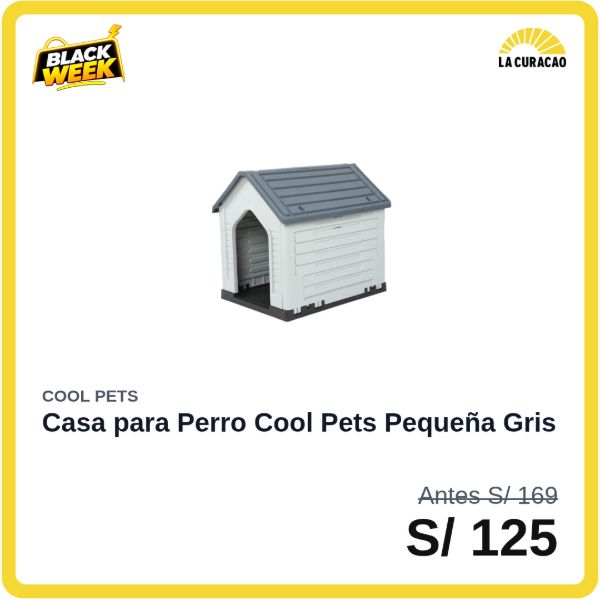 BLACK
WEEK
LA CURACAO
COOL PETS
Casa para Perro Cool Pets Pequeña Gris
Antes S/ 169
S/ 125